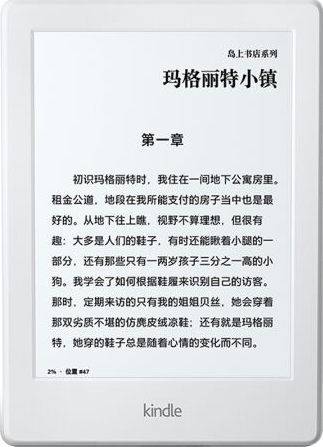 岛上书店系列
玛格丽特小镇
第一章
初识玛格丽特时，我住在一间地下公寓房里。
租金公道，地段在我所能支付的房子当中也是最
好的。从地下往上瞧，视野不算理想，但很有
趣：大多是人们的鞋子，有时还能瞅着小腿的一
部分，还有那些只有一两岁孩子三分之一高的小
狗。我学会了如何根据鞋履来识别自己的访客。
那时，定期来访的只有我的姐姐贝丝，她会穿着
那双劣质不堪的仿麂皮绒凉鞋；还有就是玛格丽
特，她穿的鞋子总是随着心情的变化而不同。
2% · 位置 #47
kindle